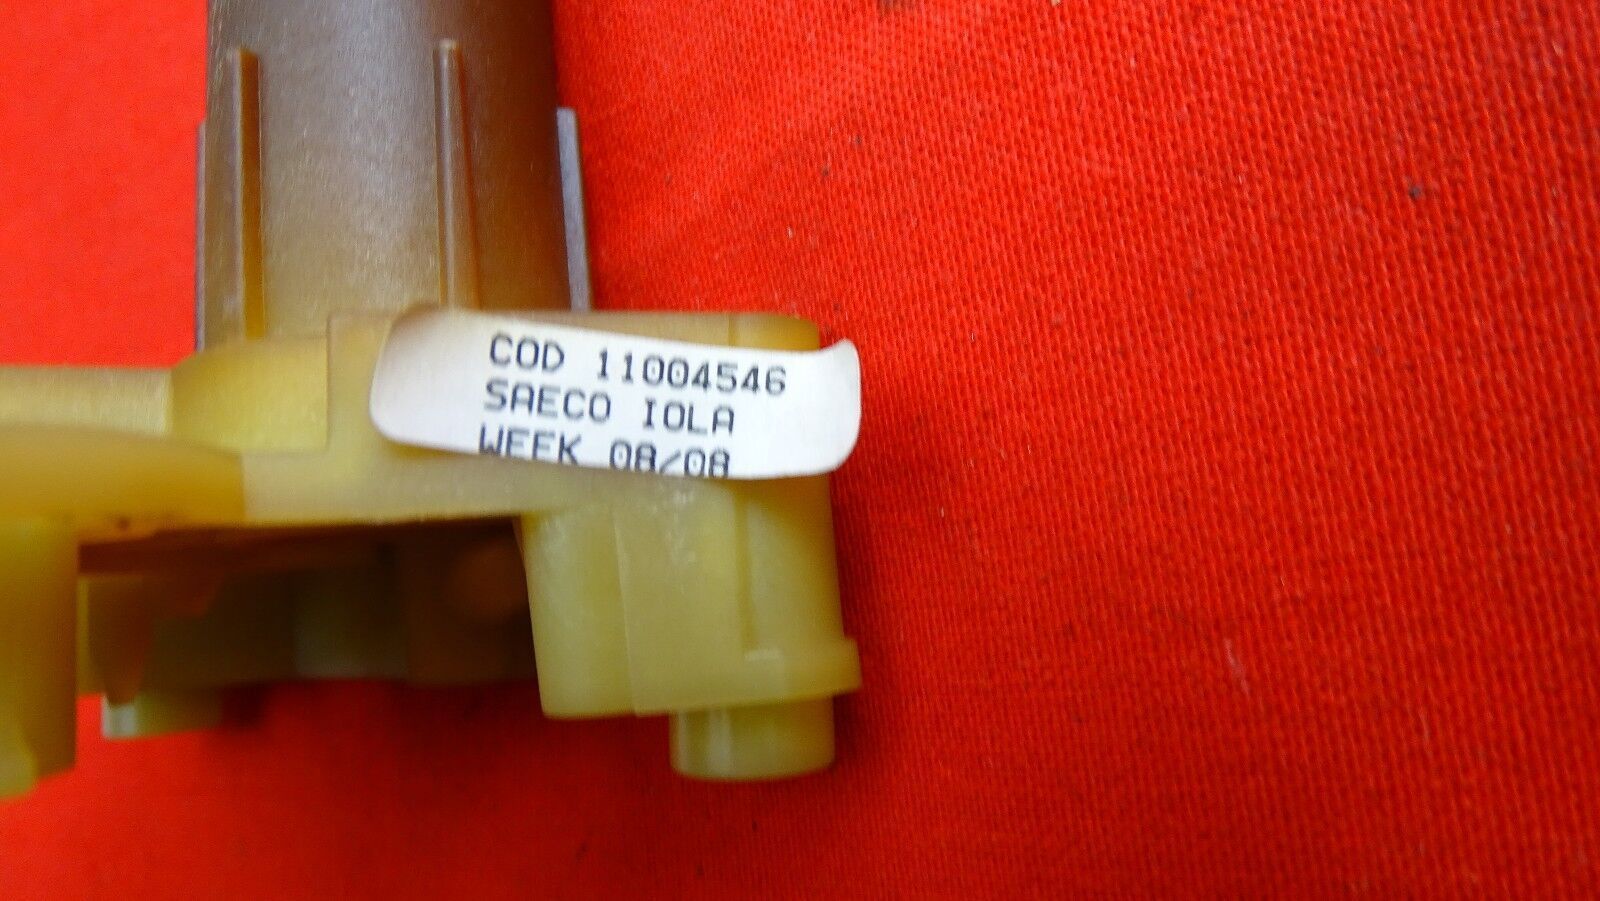 COD 11004546
SAECO IOLA
WEEK 08/08